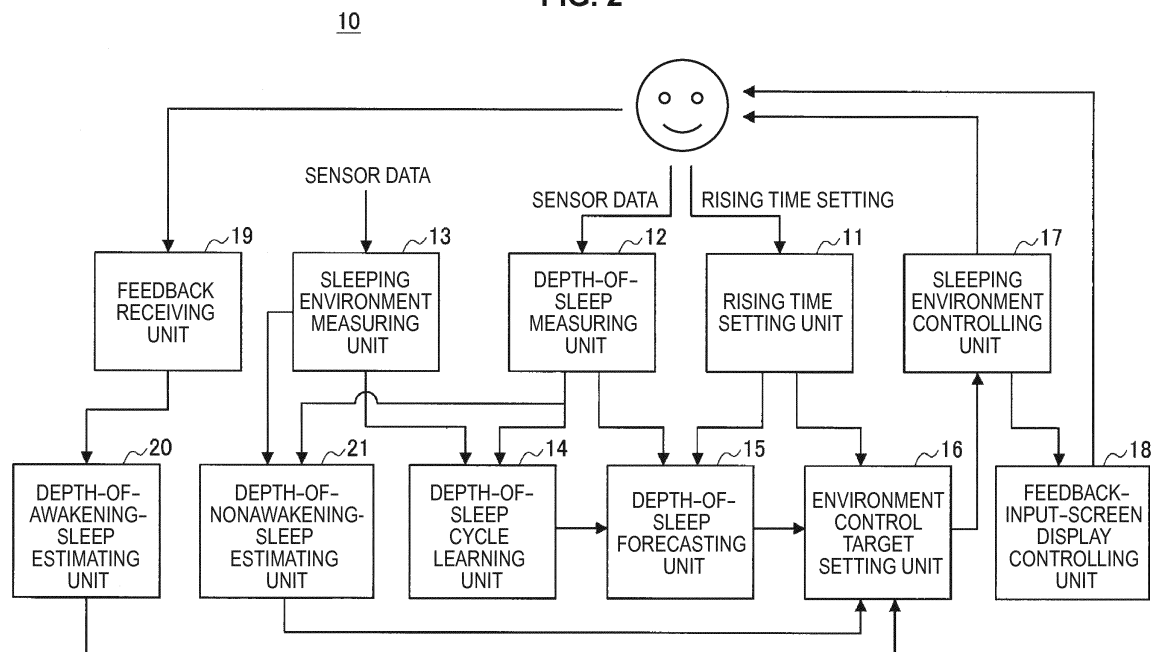 FIG. 2
10
SENSOR DATA
SENSOR DATA
RISING TIME SETTING
19
13
12
11
17
FEEDBACK
RECEIVING
UNIT
SLEEPING
ENVIRONMENT
MEASURING
UNIT
DEPTH-OF-
SLEEP
MEASURING
UNIT
RISING TIME
SETTING UNIT
SLEEPING
ENVIRONMENT
CONTROLLING
UNIT
20
21
14
15
16
18
DEPTH-OF-
AWAKENING-
SLEEP
ESTIMATING
UNIT
DEPTH-OF-
NONAWAKENING-
SLEEP
ESTIMATING
UNIT
DEPTH-OF-
SLEEP
CYCLE
LEARNING
UNIT
DEPTH-OF-
SLEEP
FORECASTING
UNIT
ENVIRONMENT
CONTROL
TARGET
SETTING UNIT
FEEDBACK-
INPUT-SCREEN
DISPLAY
CONTROLLING
UNIT